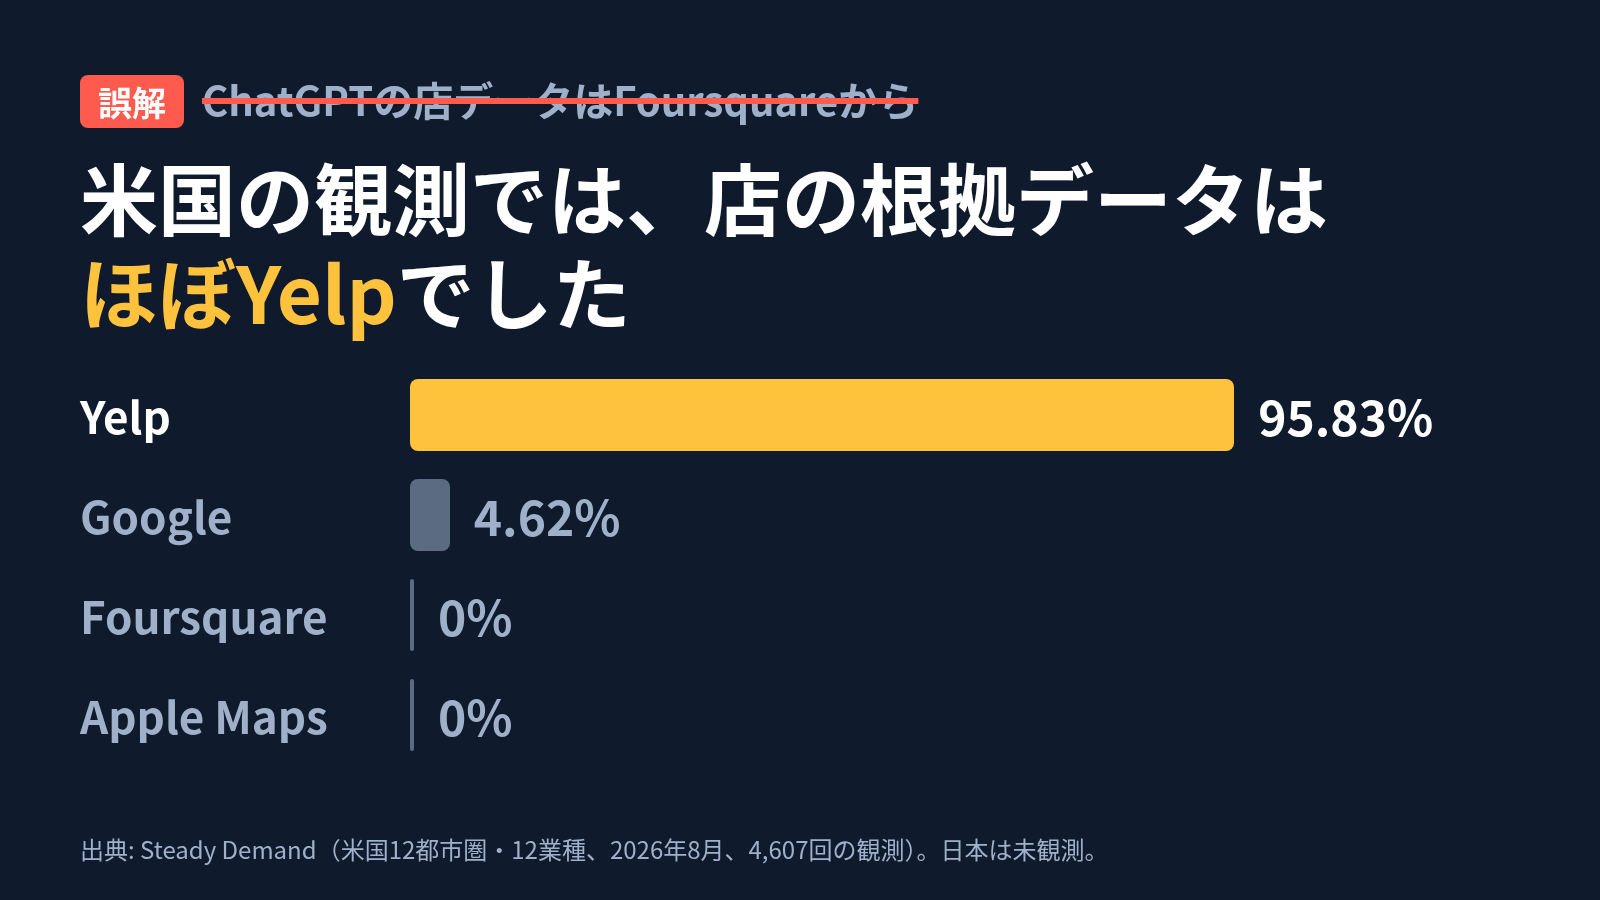 誤解 ChatGPTの店データはFoursquareから
米国の観測では、店の根拠データは
ほぼYelpでした
Yelp 95.83%
Google 4.62%
Foursquare 0%
Apple Maps 0%
出典: Steady Demand（米国12都市圏・12業種、2026年8月、4,607回の観測）。日本は未観測。